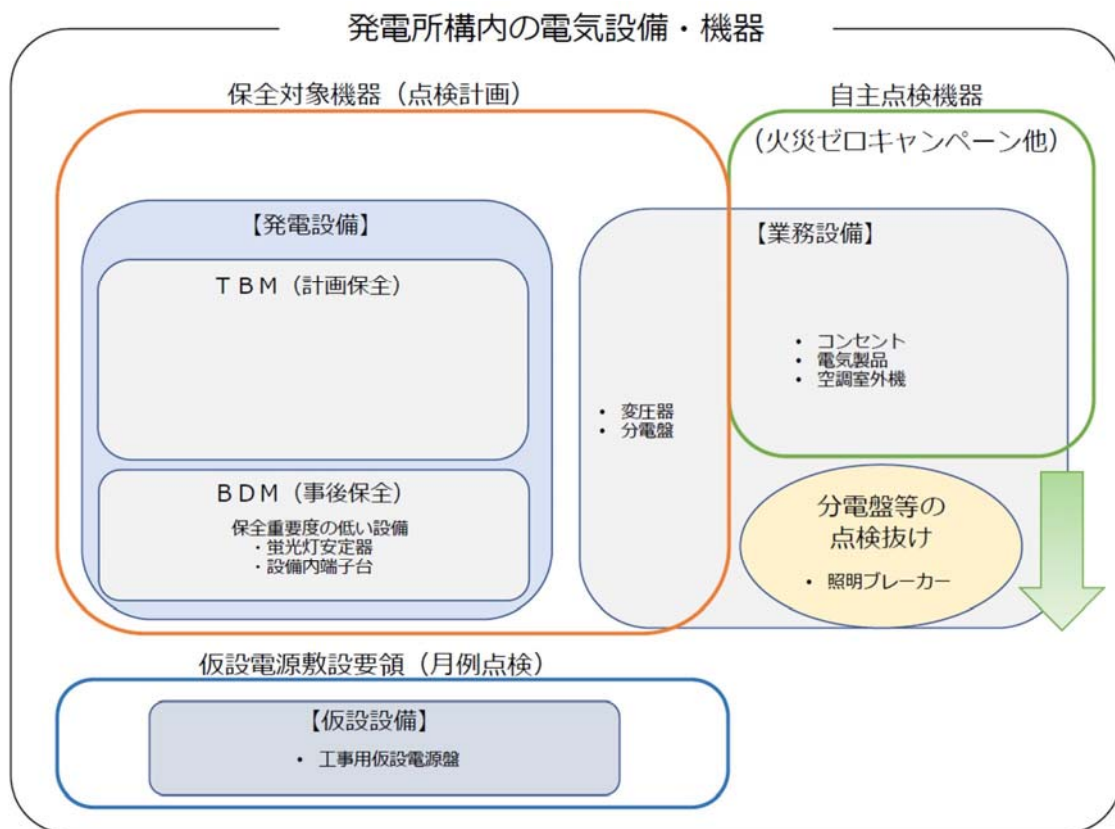 発電所構内の電気設備・機器
保全対象機器（点検計画）
自主点検機器
（火災ゼロキャンペーン他）
【発電設備】
ＴＢＭ（計画保全）
ＢＤＭ（事後保全）
保全重要度の低い設備
・蛍光灯安定器
・設備内端子台
【業務設備】
• コンセント
• 電気製品
• 空調室外機
• 変圧器
• 分電盤
分電盤等の
点検抜け
• 照明ブレーカー
仮設電源敷設要領（月例点検）
【仮設設備】
• 工事用仮設電源盤